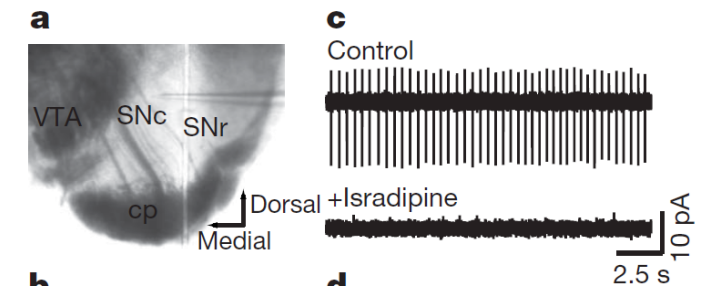 a
VTA
SNc
SNr
cp
Dorsal
Medial
b
c
Control
+Isradipine
10 pA
2.5 s
d